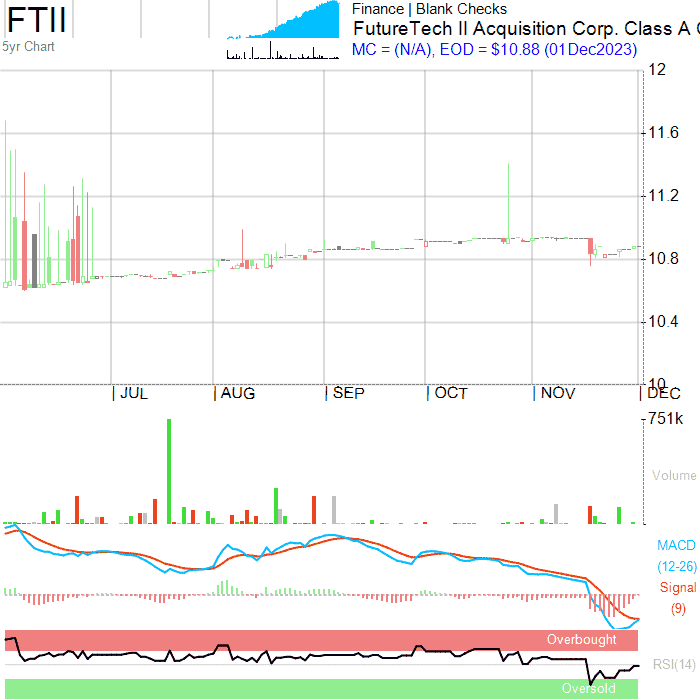 FTII
5yr Chart
Finance | Blank Checks
FutureTech II Acquisition Corp. Class A
MC = (N/A), EOD = $10.88 (01Dec2023)
12
11.6
11.2
10.8
10.4
10
JUL AUG SEP OCT NOV DEC
751k
Volume
MACD
(12-26)
Signal
(9)
Overbought
RSI(14)
Oversold